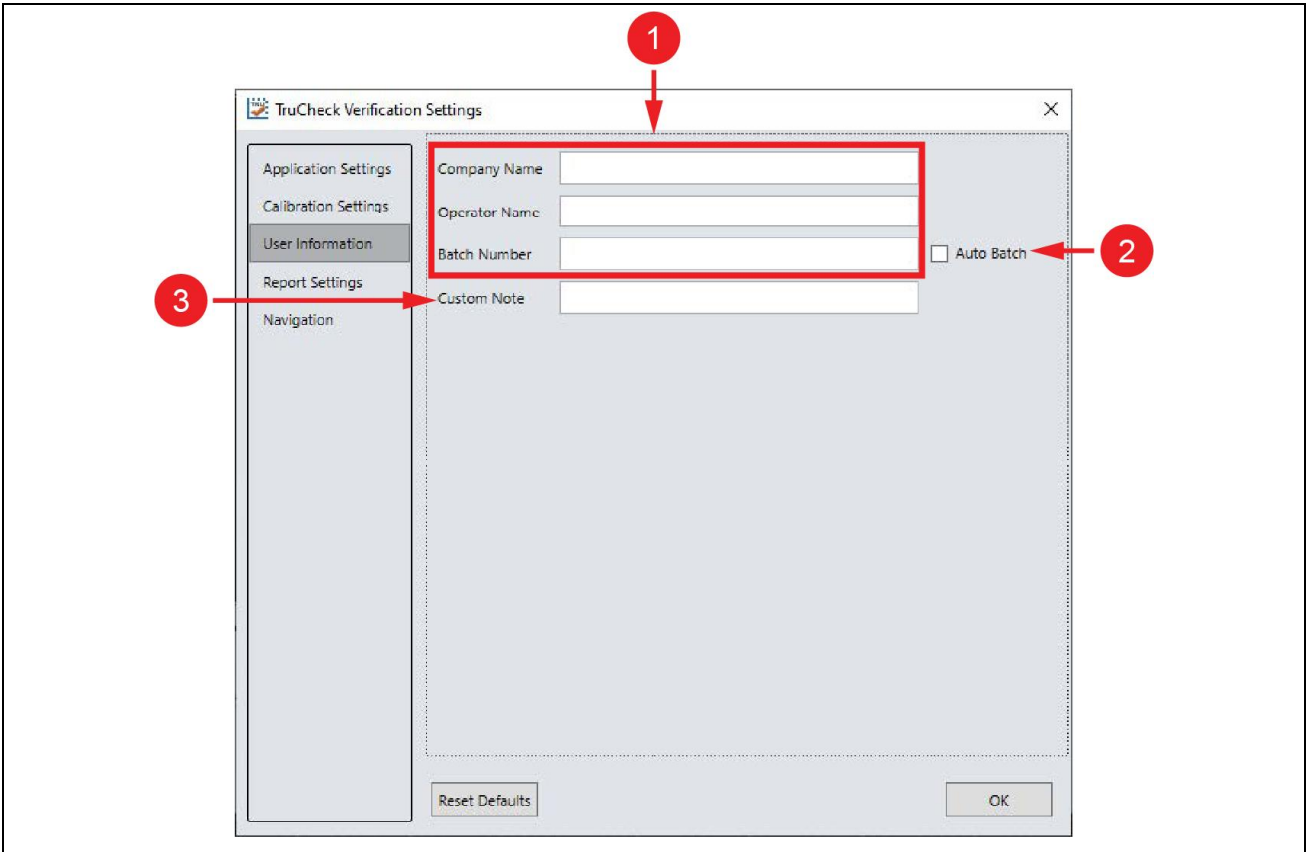 1
TRU
TruCheck Verification Settings
Application Settings
Calibration Settings
User Information
Report Settings
Navigation
Company Name
Operator Name
Batch Number
Auto Batch
2
3
Custom Note
Reset Defaults
OK